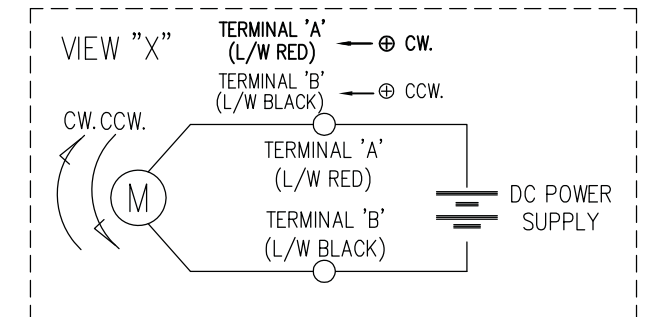 VIEW "X"
TERMINAL 'A'
(L/W RED)
⊕ CW.
TERMINAL 'B'
(L/W BLACK)
⊕ CCW.
CW. CCW.
TERMINAL 'A'
(L/W RED)
M
DC POWER
SUPPLY
TERMINAL 'B'
(L/W BLACK)